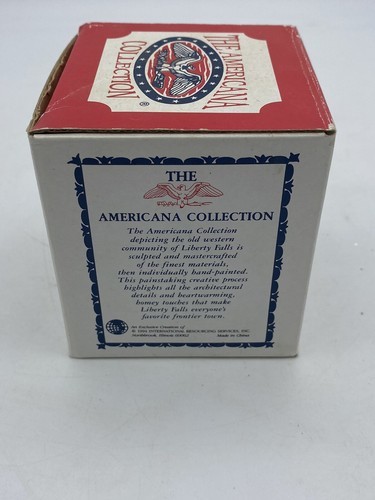 THE AMERICANA
COLLECTION
®
THE
AMERICANA COLLECTION
The Americana Collection
depicting the old western
community of Liberty Falls is
sculpted and mastercrafted
of the finest materials,
then individually hand-painted.
This painstaking creative process
highlights all the architectural
details and heartwarming,
homey touches that make
Liberty Falls everyone's
favorite frontier town.
An Exclusive Creation of
INTERNATIONAL RESOURCING SERVICES, INC.
Northbrook, Illinois 60062 Made in China